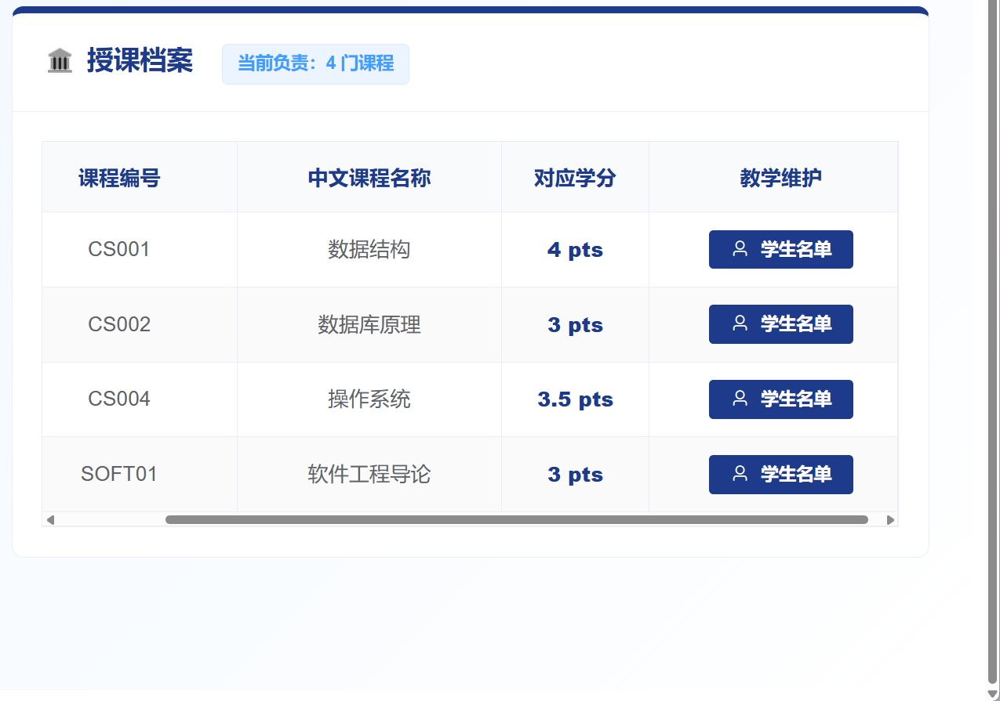 授课档案
当前负责：4 门课程
课程编号 中文课程名称 对应学分 教学维护
CS001 数据结构 4 pts 学生名单
CS002 数据库原理 3 pts 学生名单
CS004 操作系统 3.5 pts 学生名单
SOFT01 软件工程导论 3 pts 学生名单